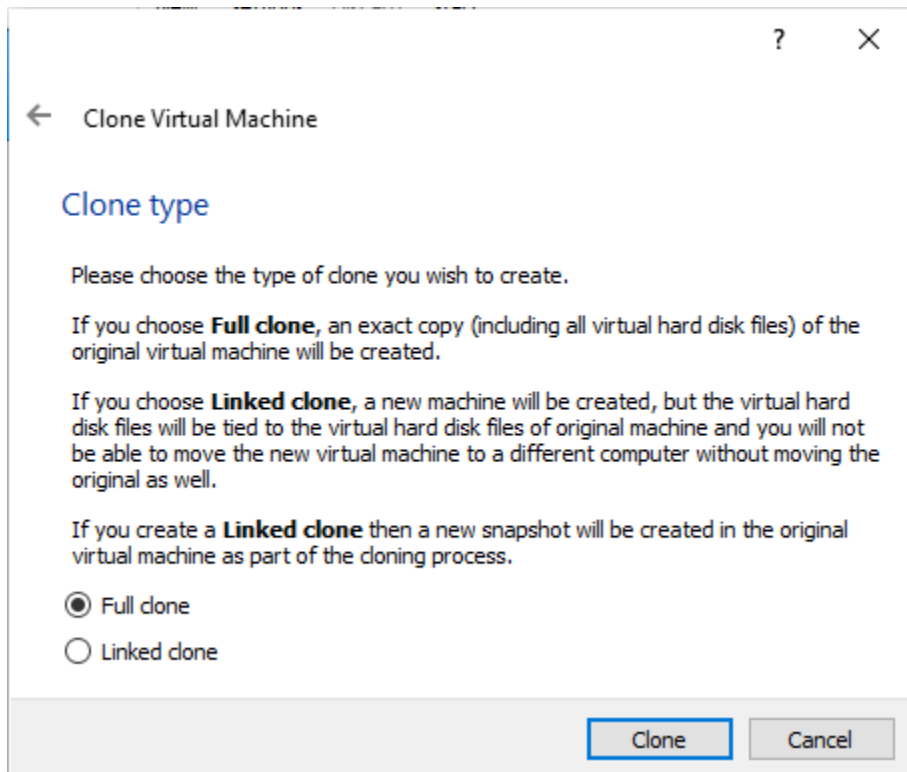 ?
Clone Virtual Machine
Clone type
Please choose the type of clone you wish to create.
If you choose Full clone, an exact copy (including all virtual hard disk files) of the
original virtual machine will be created.
If you choose Linked clone, a new machine will be created, but the virtual hard
disk files will be tied to the virtual hard disk files of original machine and you will not
be able to move the new virtual machine to a different computer without moving the
original as well.
If you create a Linked clone then a new snapshot will be created in the original
virtual machine as part of the cloning process.
Full clone
Linked clone
Clone Cancel